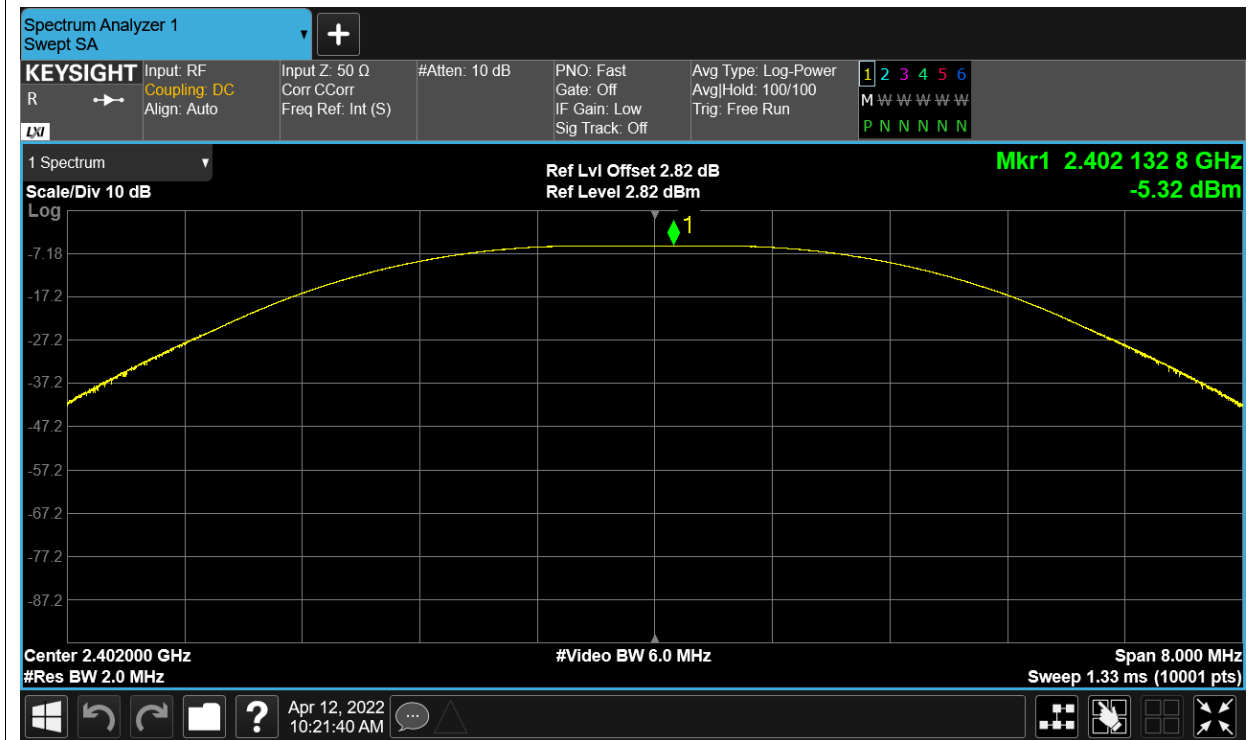 Spectrum Analyzer 1
Swept SA
KEYSIGHT
R
LXI
Input: RF
Coupling: DC
Align: Auto
Input Z: 50 Ω
Corr CCorr
Freq Ref: Int (S)
#Atten: 10 dB
PNO: Fast
Gate: Off
IF Gain: Low
Sig Track: Off
Avg Type: Log-Power
Avg|Hold: 100/100
Trig: Free Run
1 2 3 4 5 6
M W W W W W
P N N N N N
1 Spectrum
Scale/Div 10 dB
Log
Ref Lvl Offset 2.82 dB
Ref Level 2.82 dBm
Mkr1 2.402 132 8 GHz
-5.32 dBm
1
-7.18
-17.2
-27.2
-37.2
-47.2
-57.2
-67.2
-77.2
-87.2
Center 2.402000 GHz
#Res BW 2.0 MHz
#Video BW 6.0 MHz
Span 8.000 MHz
Sweep 1.33 ms (10001 pts)
?
Apr 12, 2022
10:21:40 AM